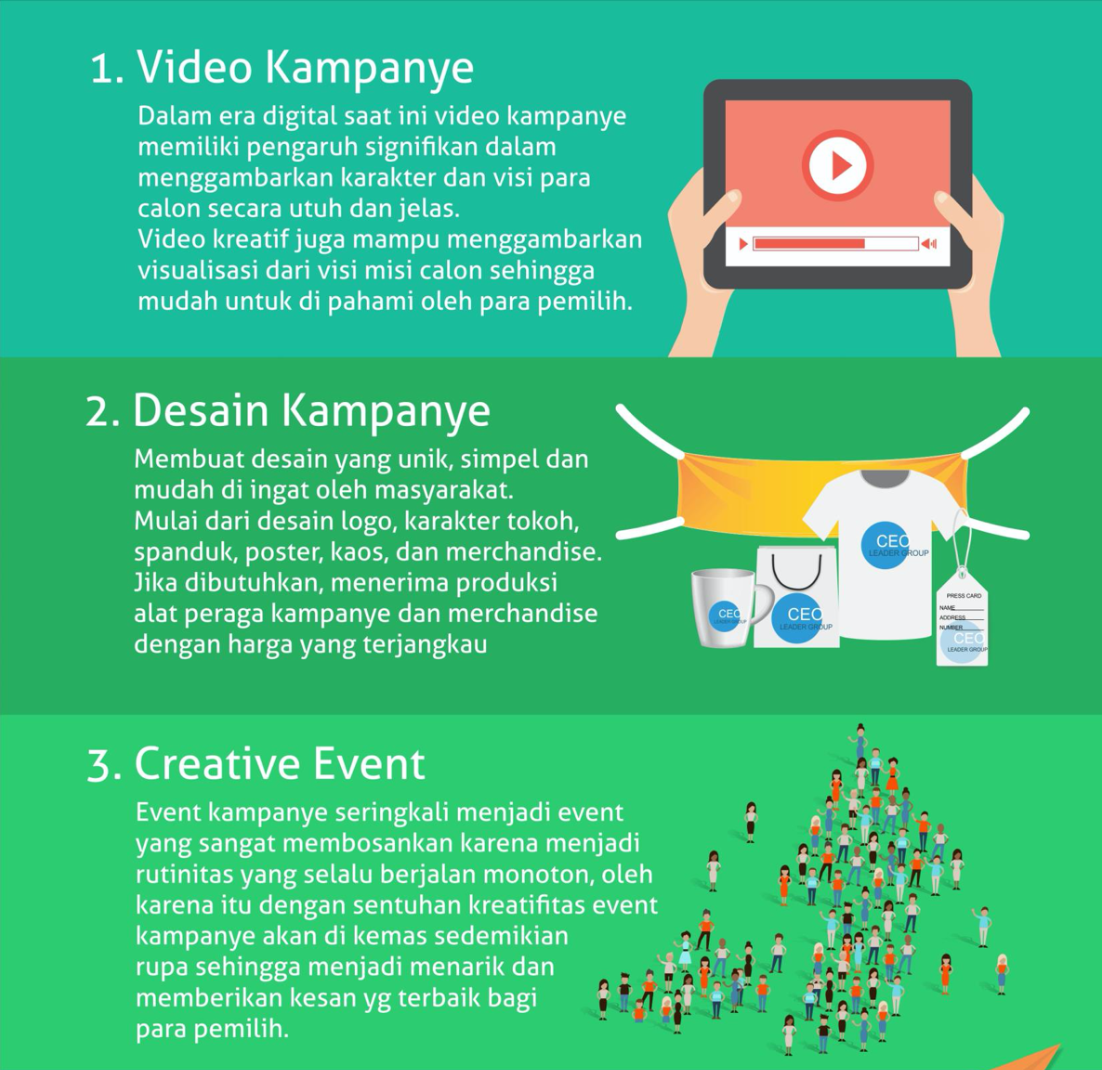 1. Video Kampanye
Dalam era digital saat ini video kampanye
memiliki pengaruh signifikan dalam
menggambarkan karakter dan visi para
calon secara utuh dan jelas.
Video kreatif juga mampu menggambarkan
visualisasi dari visi misi calon sehingga
mudah untuk di pahami oleh para pemilih.
2. Desain Kampanye
Membuat desain yang unik, simpel dan
mudah di ingat oleh masyarakat.
Mulai dari desain logo, karakter tokoh,
spanduk, poster, kaos, dan merchandise.
Jika dibutuhkan, menerima produksi
alat peraga kampanye dan merchandise
dengan harga yang terjangkau
CEO
LEADER GROUP
CEO
LEADER GROUP
CEO
LEADER GROUP
PRESS CARD
NAME
ADDRESS
NUMBER
CEO
LEADER GROUP
3. Creative Event
Event kampanye seringkali menjadi event
yang sangat membosankan karena menjadi
rutinitas yang selalu berjalan monoton, oleh
karena itu dengan sentuhan kreatifitas event
kampanye akan di kemas sedemikian
rupa sehingga menjadi menarik dan
memberikan kesan yg terbaik bagi
para pemilih.